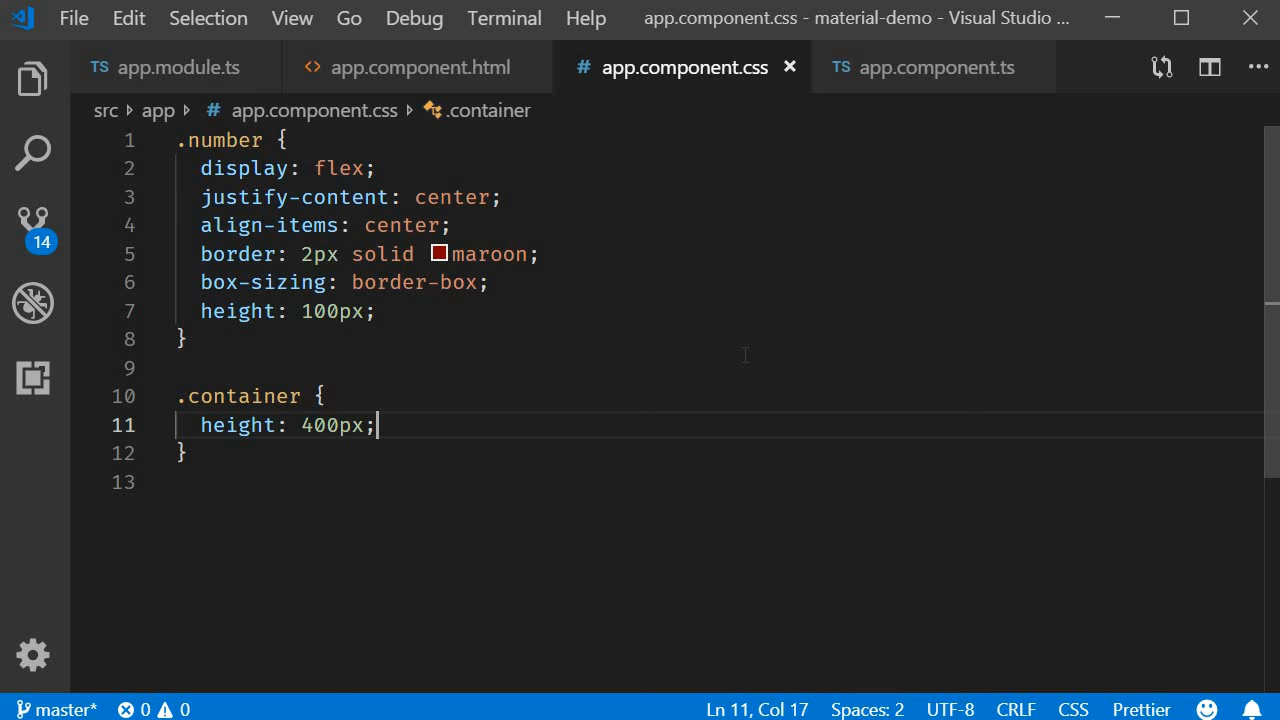 File Edit Selection View Go Debug Terminal Help app.component.css - material-demo - Visual Studio ...
TS app.module.ts <> app.component.html # app.component.css × TS app.component.ts ...
src app # app.component.css .container
1 .number {
2 display: flex;
3 justify-content: center;
4 align-items: center;
5 border: 2px solid maroon;
6 box-sizing: border-box;
7 height: 100px;
8 }
9
10 .container {
11 height: 400px;
12 }
13
14
master* 0 0 Ln 11, Col 17 Spaces: 2 UTF-8 CRLF CSS Prettier